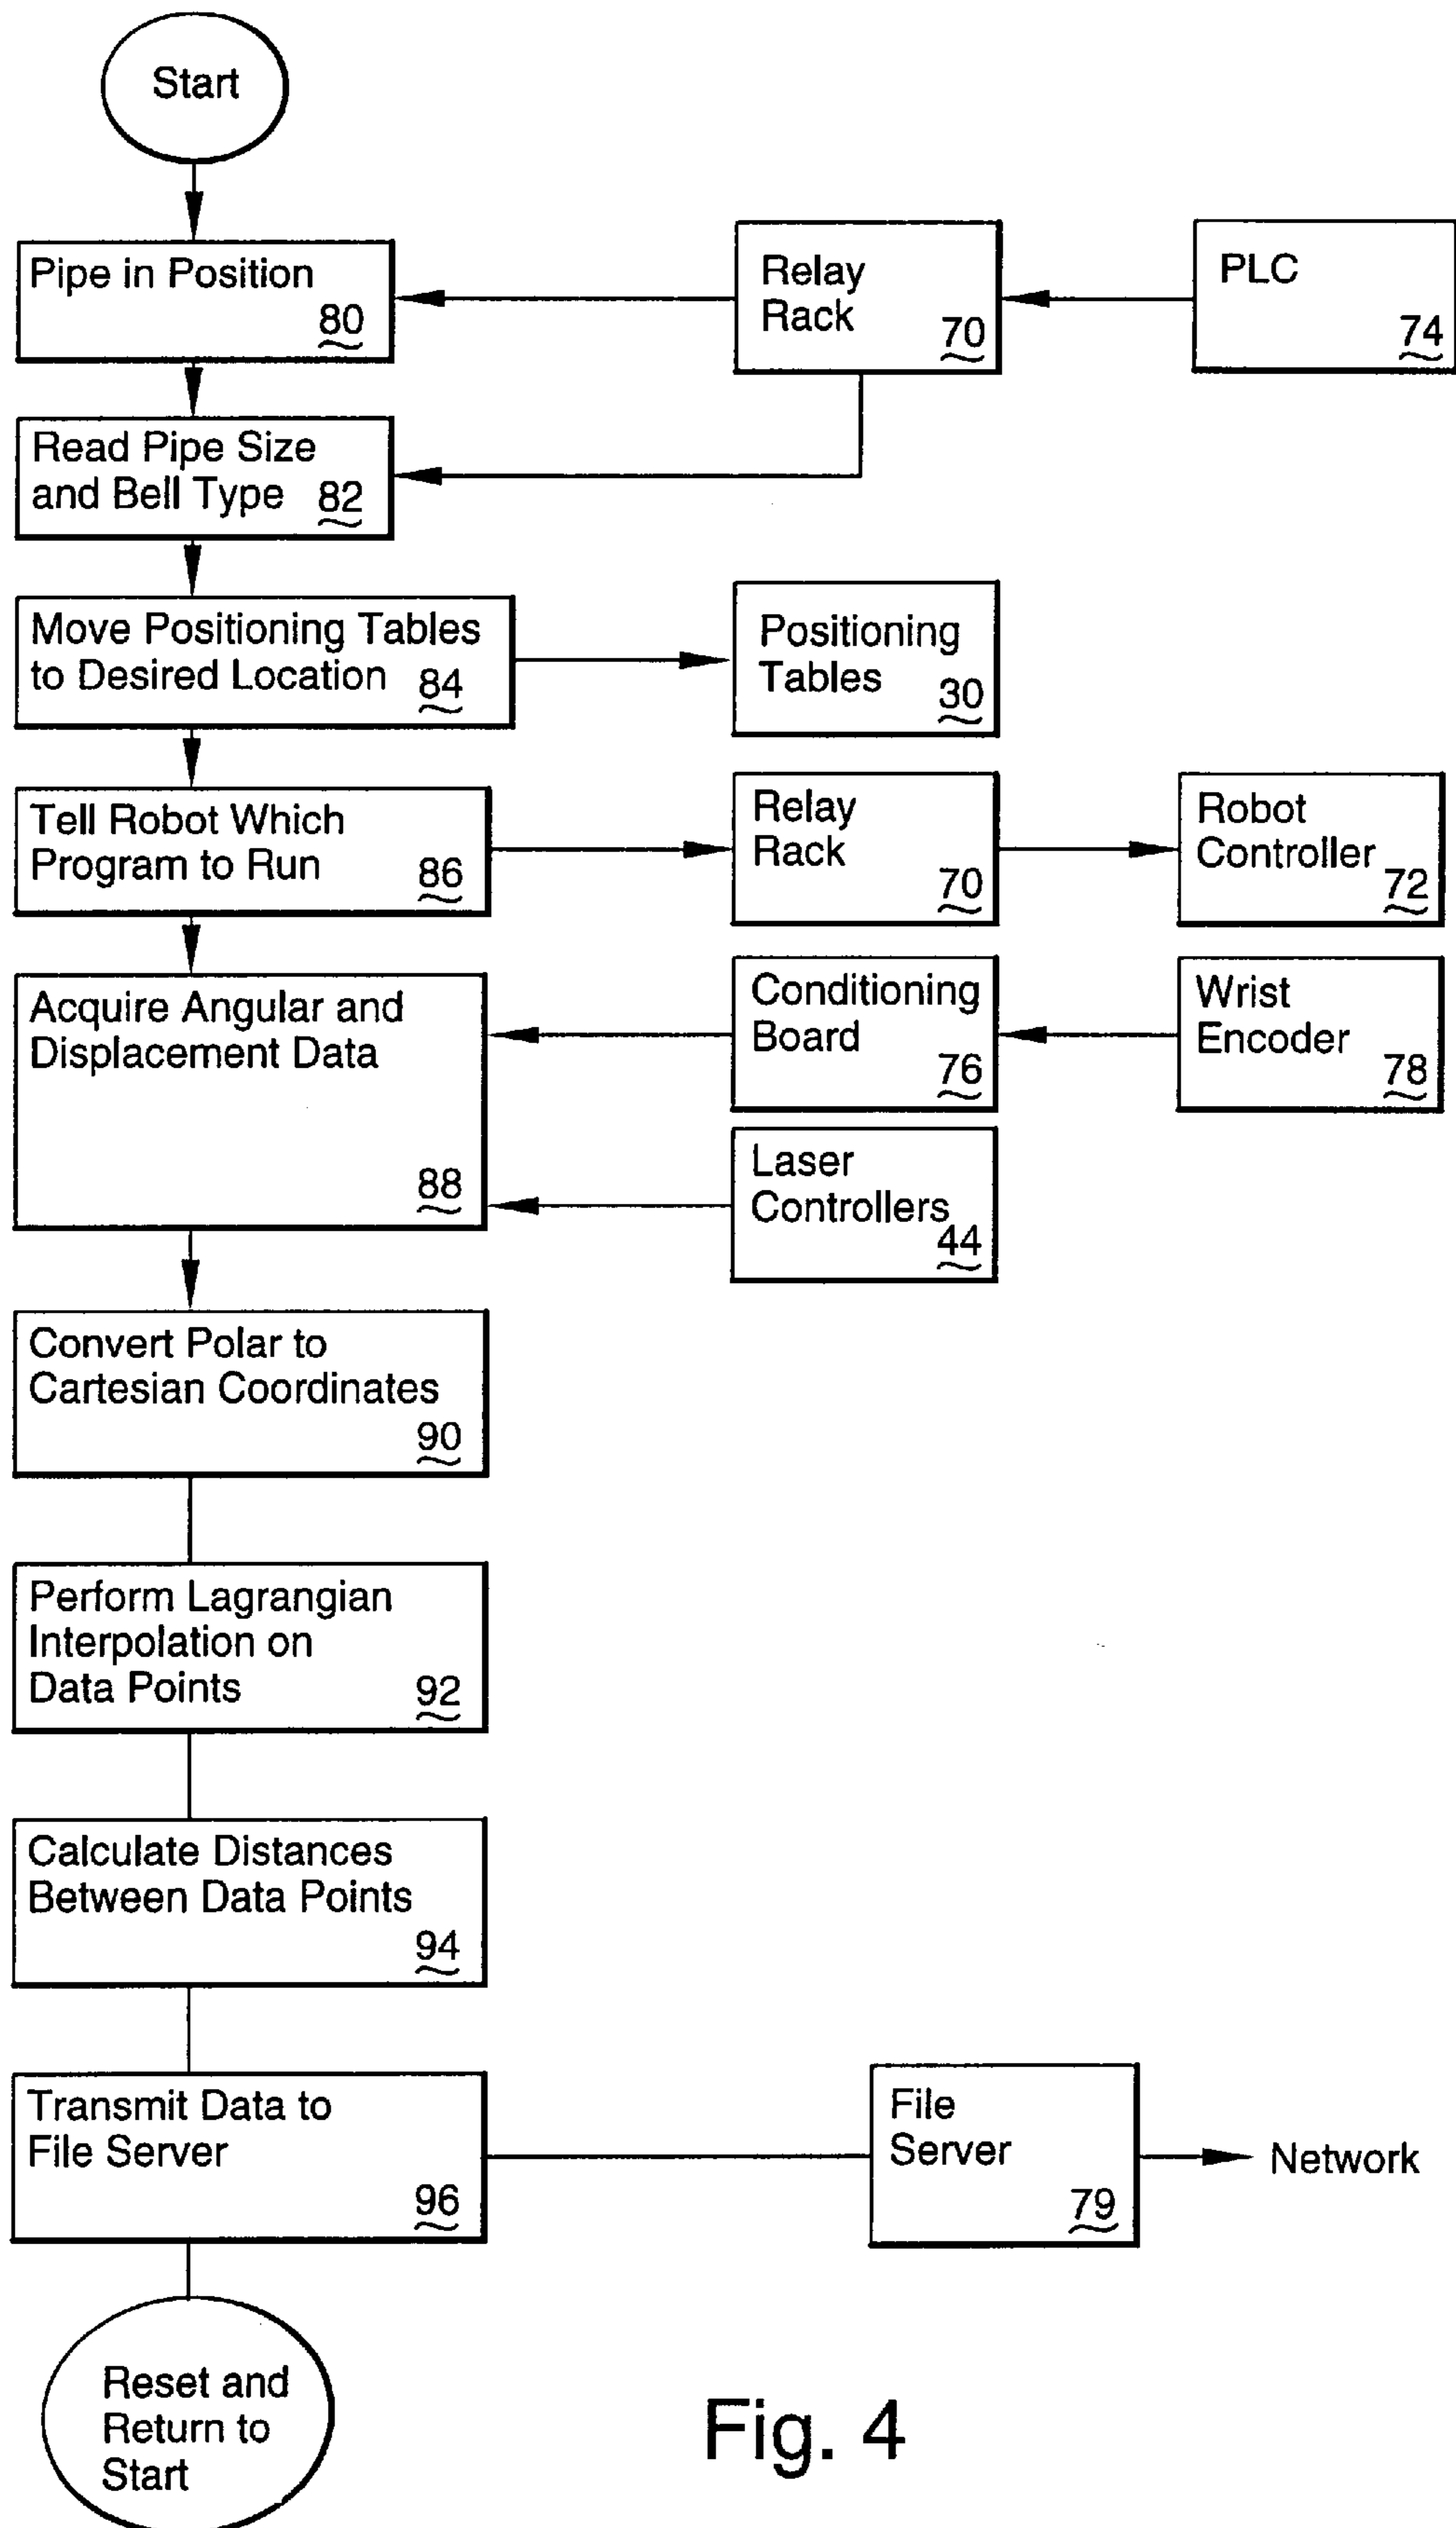 Start
Pipe in Position
80
Relay
Rack
70
PLC
74
Read Pipe Size
and Bell Type 82
Move Positioning Tables
to Desired Location 84
Positioning
Tables
30
Tell Robot Which
Program to Run 86
Relay
Rack
70
Robot
Controller
72
Acquire Angular and
Displacement Data
88
Conditioning
Board
76
Wrist
Encoder
78
Laser
Controllers
44
Convert Polar to
Cartesian Coordinates
90
Perform Lagrangian
Interpolation on
Data Points 92
Calculate Distances
Between Data Points
94
Transmit Data to
File Server
96
File
Server
79
Network
Reset and
Return to
Start
Fig. 4